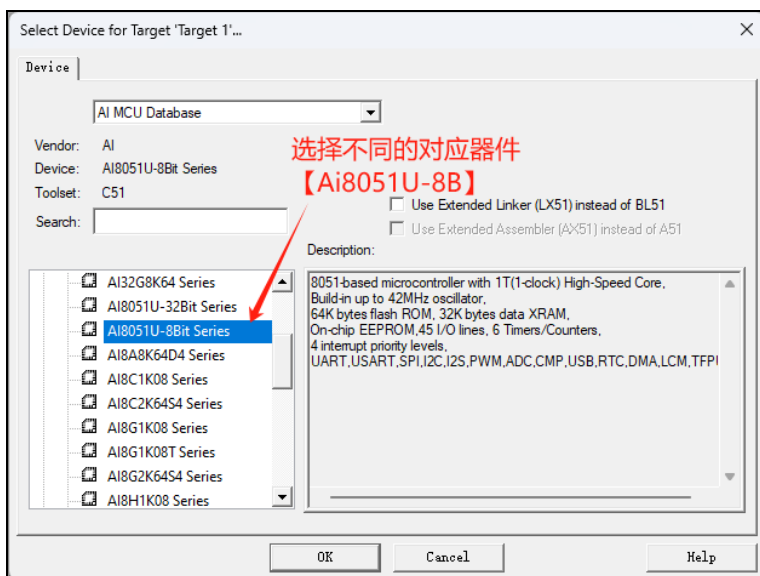 Select Device for Target 'Target 1'...
Device
AI MCU Database
Vendor: AI
Device: AI8051U-8Bit Series
Toolset: C51
Search:
选择不同的对应器件
【Ai8051U-8B】
Use Extended Linker (LX51) instead of BL51
Use Extended Assembler (AX51) instead of A51
Description:
AI32G8K64 Series
AI8051U-32Bit Series
AI8051U-8Bit Series
AI8A8K64D4 Series
AI8C1K08 Series
AI8C2K64S4 Series
AI8G1K08 Series
AI8G1K08T Series
AI8G2K64S4 Series
AI8H1K08 Series
8051-based microcontroller with 1T(1-clock) High-Speed Core,
Build-in up to 42MHz oscillator,
64K bytes flash ROM, 32K bytes data XRAM,
On-chip EEPROM,45 I/O lines, 6 Timers/Counters,
4 interrupt priority levels,
UART,USART,SPI,I2C,I2S,PWM,ADC,CMP,USB,RTC,DMA,LCM,
OK
Cancel
Help